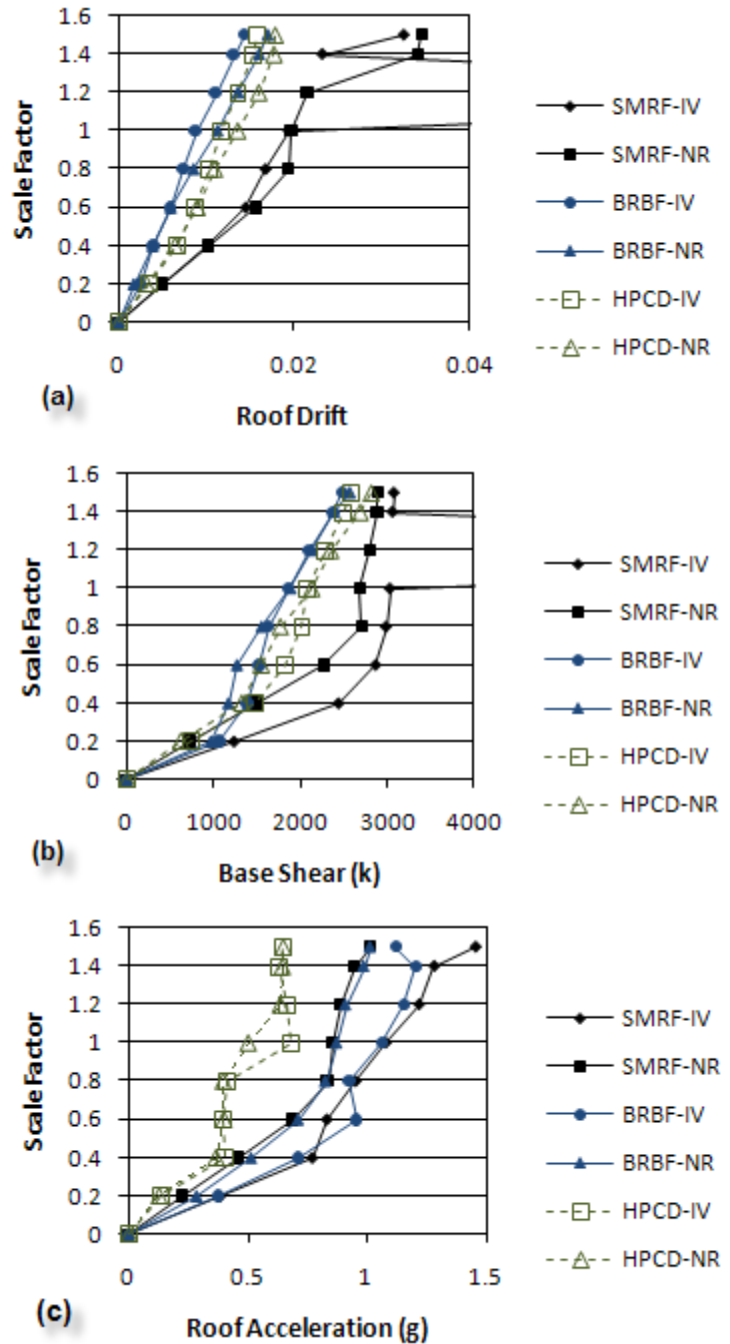 1.6
1.4
1.2
1
0.8
0.6
0.4
0.2
0
Scale Factor
0 0.02 0.04
Roof Drift
(a)
SMRF-IV
SMRF-NR
BRBF-IV
BRBF-NR
HPCD-IV
HPCD-NR
1.6
1.4
1.2
1
0.8
0.6
0.4
0.2
0
Scale Factor
0 1000 2000 3000 4000
Base Shear (k)
(b)
SMRF-IV
SMRF-NR
BRBF-IV
BRBF-NR
HPCD-IV
HPCD-NR
1.6
1.4
1.2
1
0.8
0.6
0.4
0.2
0
Scale Factor
0 0.5 1 1.5
Roof Acceleration (g)
(c)
SMRF-IV
SMRF-NR
BRBF-IV
BRBF-NR
HPCD-IV
HPCD-NR